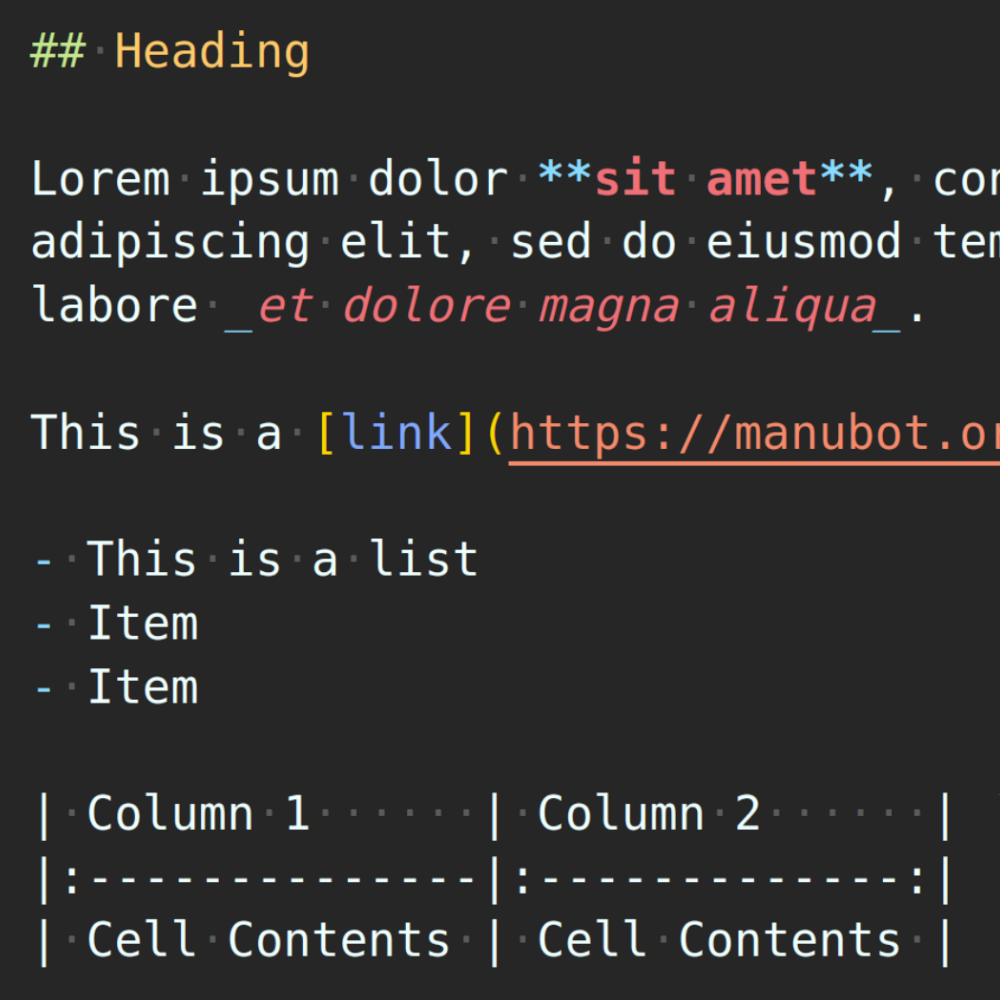 ## Heading
Lorem ipsum dolor **sit amet**, con
adipiscing elit, sed do eiusmod tem
labore _et dolore magna aliqua_.
This is a [link](https://manubot.or
- This is a list
- Item
- Item
| Column 1      | Column 2      |
|:--------------|:-------------:|
| Cell Contents | Cell Contents |